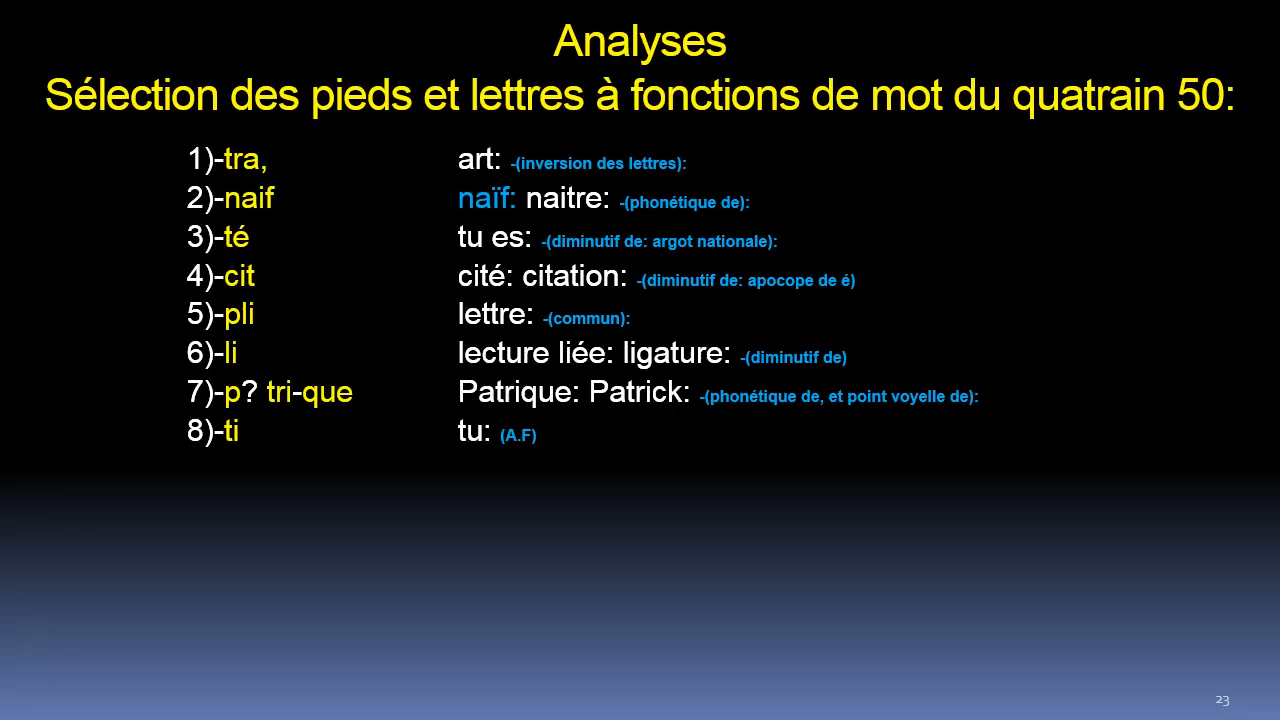 Analyses
Sélection des pieds et lettres à fonctions de mot du quatrain 50:
1)-tra, art: -(inversion des lettres):
2)-naif naïf: naitre: -(phonétique de):
3)-té tu es: -(diminutif de: argot nationale):
4)-cit cité: citation: -(diminutif de: apocope de é)
5)-pli lettre: -(commun):
6)-li lecture liée: ligature: -(diminutif de)
7)-p? tri-que Patrique: Patrick: -(phonétique de, et point voyelle de):
8)-ti tu: (A.F)
23